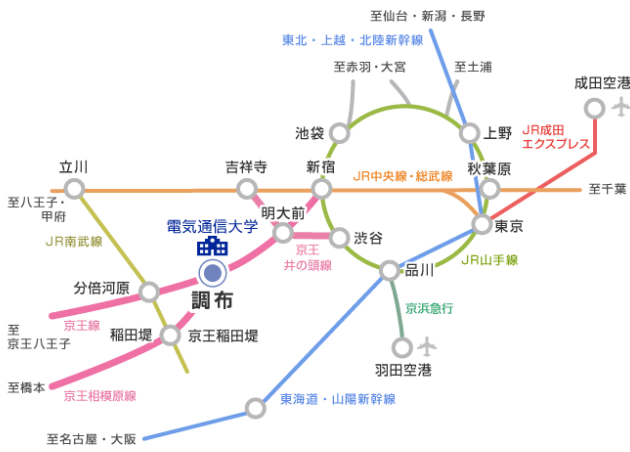 至仙台・新潟・長野
東北・上越・北陸新幹線
至赤羽・大宮
至土浦
成田空港
池袋
上野
JR成田
エクスプレス
立川
吉祥寺
新宿
秋葉原
JR中央線・総武線
至千葉
至八王子・
甲府
明大前
電気通信大学
東京
JR南武線
渋谷
京王
井の頭線
JR山手線
品川
分倍河原
調布
京浜急行
京王線
至
京王八王子
稲田堤
京王稲田堤
羽田空港
至橋本
京王相模原線
東海道・山陽新幹線
至名古屋・大阪